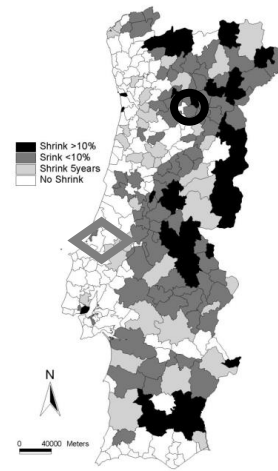 Shrink >10%
Srink <10%
Shrink 5years
No Shrink
N
0 40000 Meters